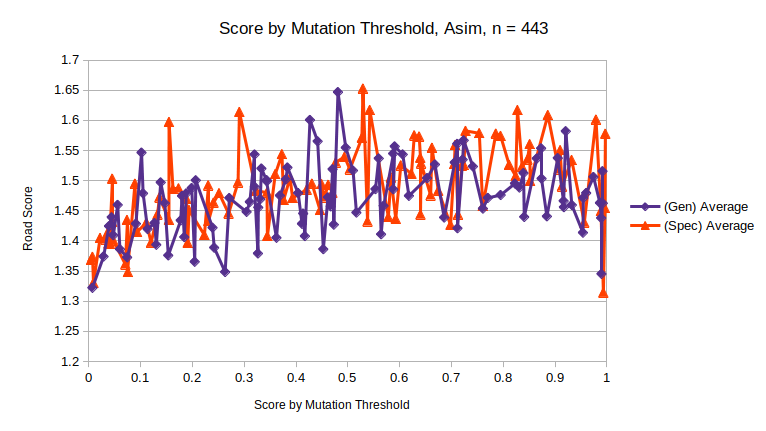 Score by Mutation Threshold, Asim, n = 443
1.7
1.65
1.6
1.55
1.5
1.45
1.4
1.35
1.3
1.25
1.2
Road Score
0 0.1 0.2 0.3 0.4 0.5 0.6 0.7 0.8 0.9 1
Score by Mutation Threshold
(Gen) Average
(Spec) Average